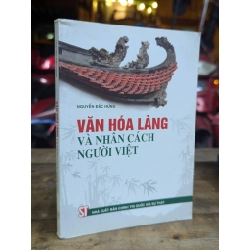 NGUYỄN ĐẮC HƯNG
VĂN HÓA LÀNG
VÀ NHÂN CÁCH
NGƯỜI VIỆT
NHÀ XUẤT BẢN CHÍNH TRỊ QUỐC GIA SỰ THẬT